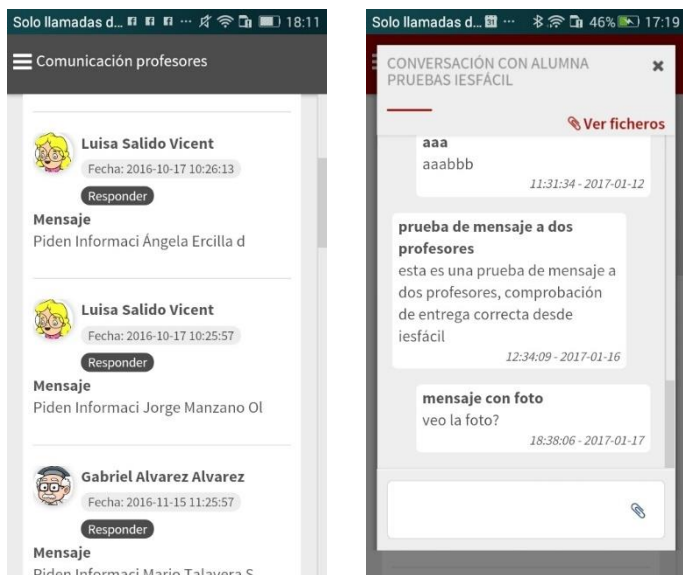 Solo llamadas d... 18:11
Comunicación profesores
Luisa Salido Vicent
Fecha: 2016-10-17 10:26:13
Responder
Mensaje
Piden Informaci Ángela Ercilla d
Luisa Salido Vicent
Fecha: 2016-10-17 10:25:57
Responder
Mensaje
Piden Informaci Jorge Manzano Ol
Gabriel Alvarez Alvarez
Fecha: 2016-11-15 11:25:57
Responder
Mensaje
Piden Informaci Mario Talavera S
Solo llamadas d... 31 ... 46% 17:19
CONVERSACIÓN CON ALUMNA
PRUEBAS IESFÁCIL
Ver ficheros
aaa
aaabbb
11:31:34 - 2017-01-12
prueba de mensaje a dos
profesores
esta es una prueba de mensaje a
dos profesores, comprobación
de entrega correcta desde
iesfácil
12:34:09 - 2017-01-16
mensaje con foto
veo la foto?
18:38:06 - 2017-01-17